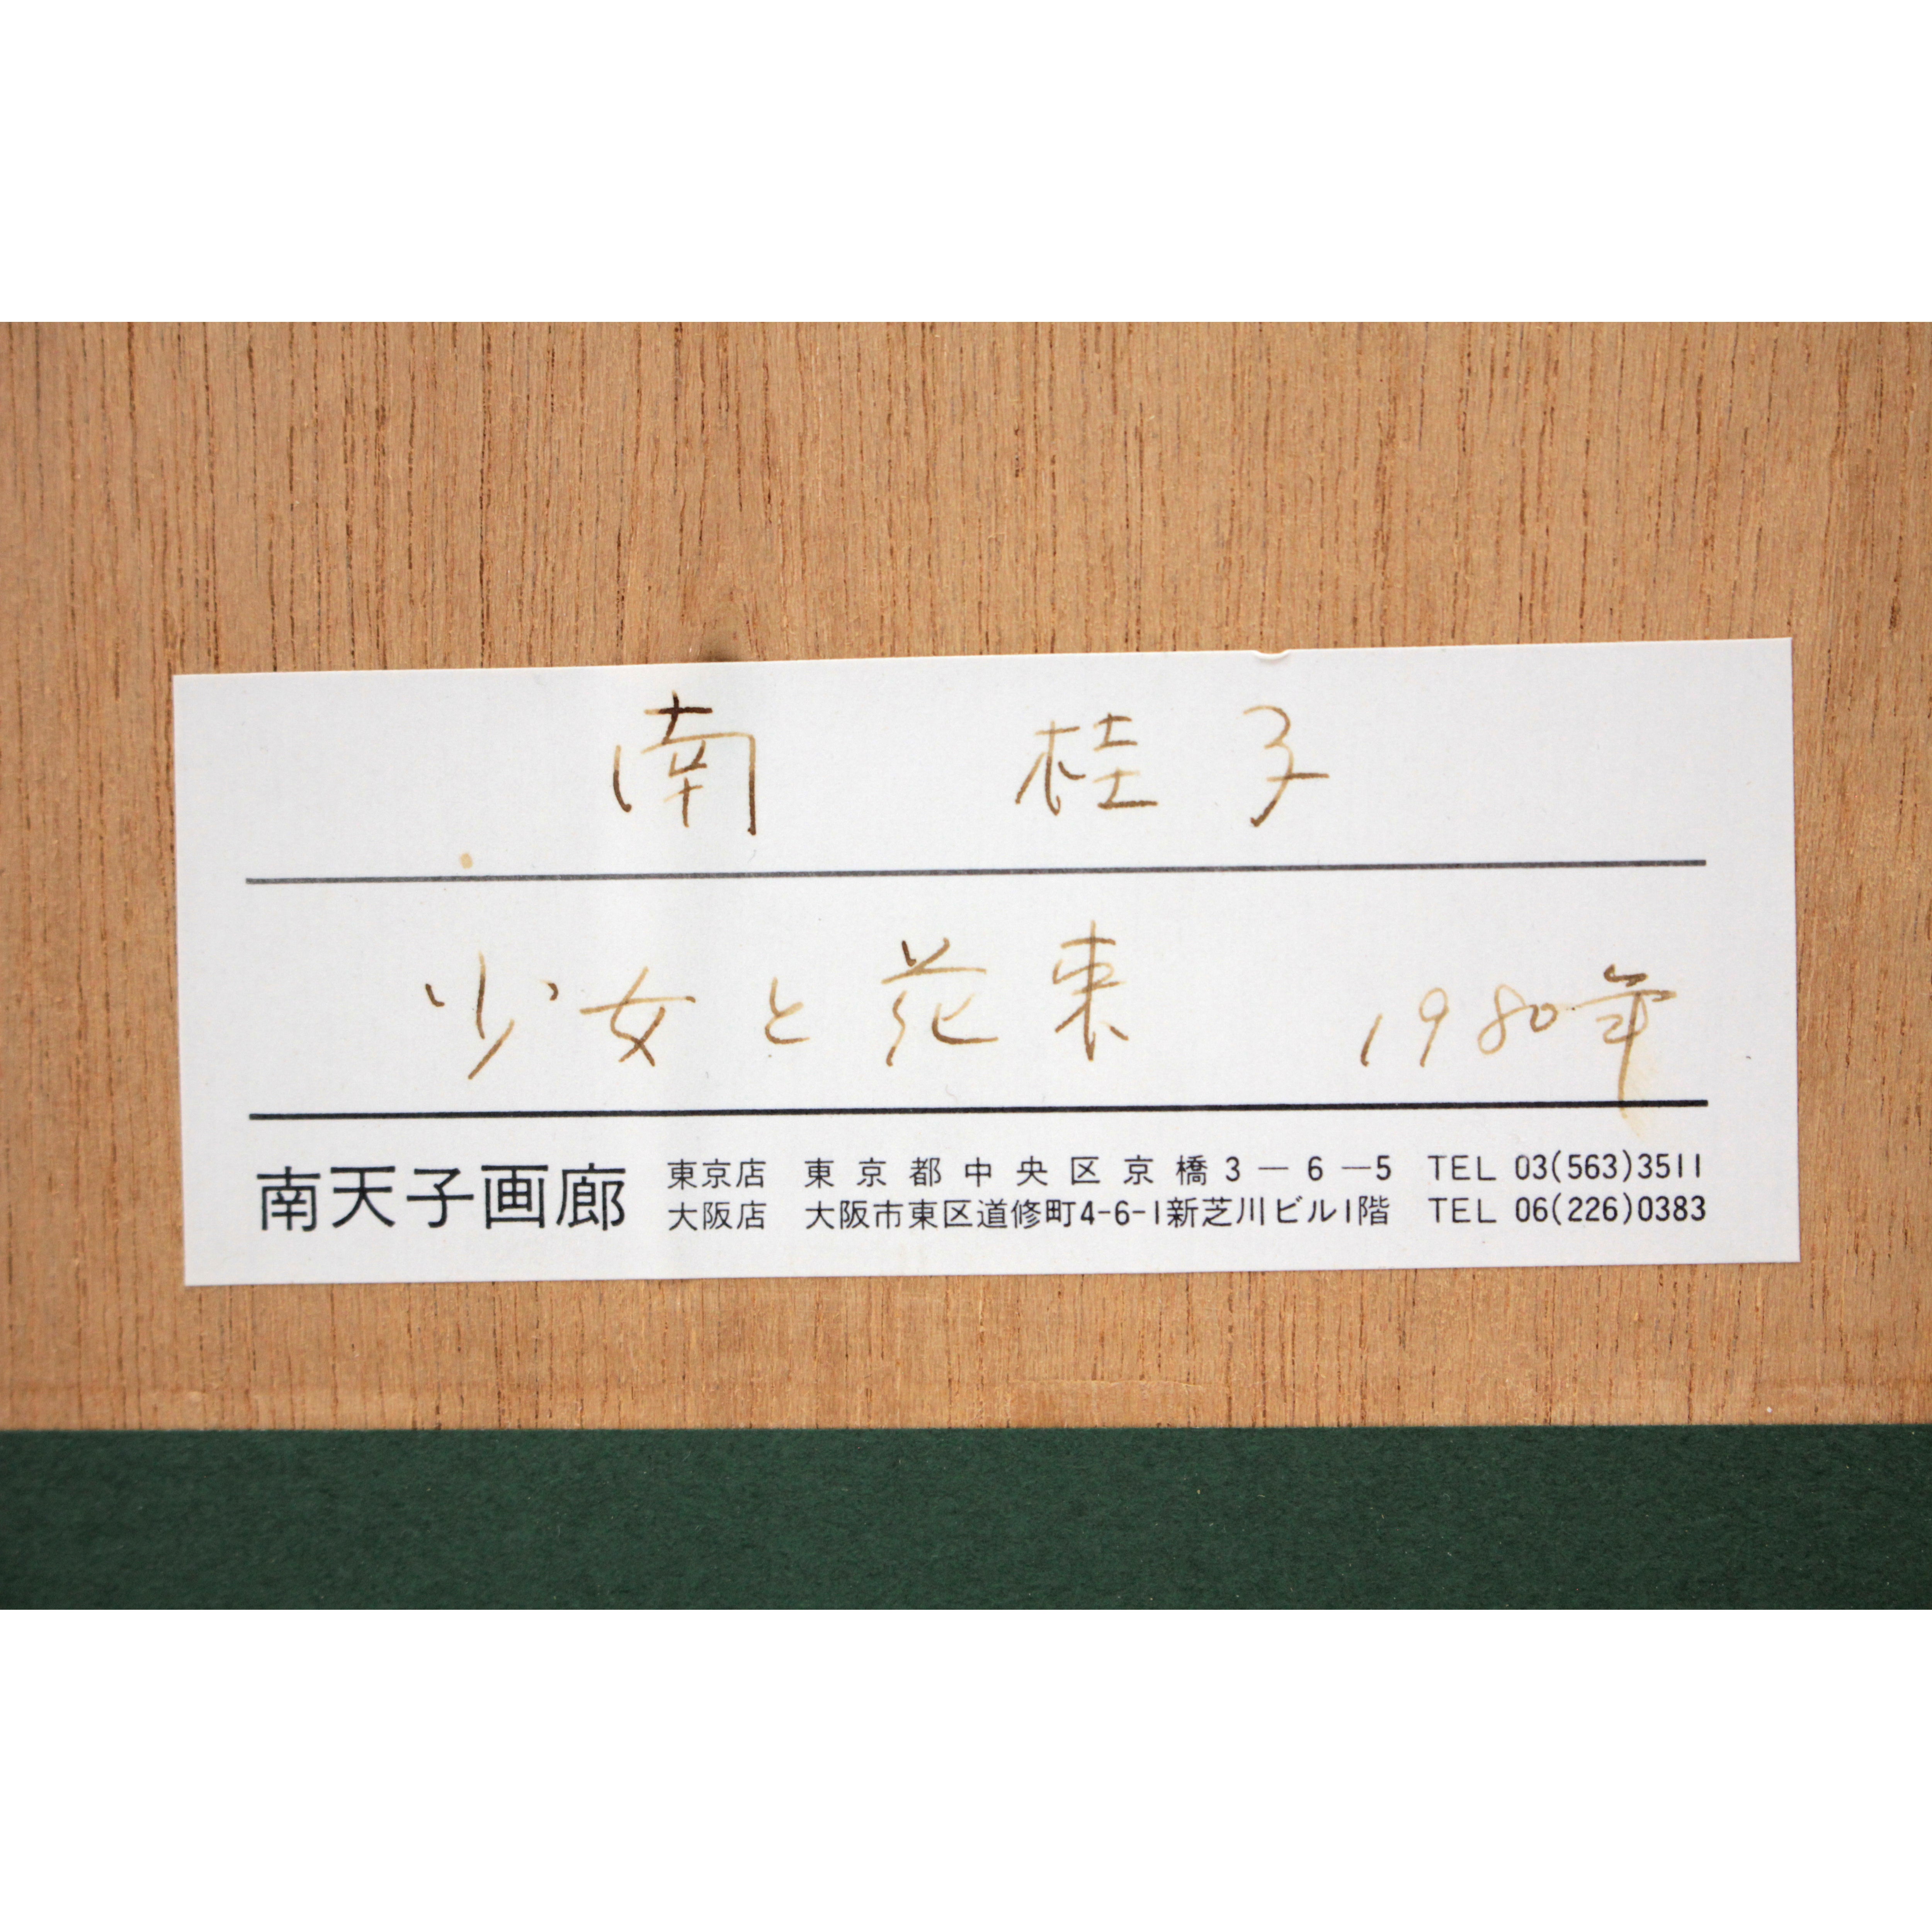 南 桂子
少女と花束 1980年
南天子画廊 東京店 東京都中央区京橋3-6-5 TEL 03(563)3511
大阪店 大阪市東区道修町4-6-1新芝川ビル1階 TEL 06(226)0383